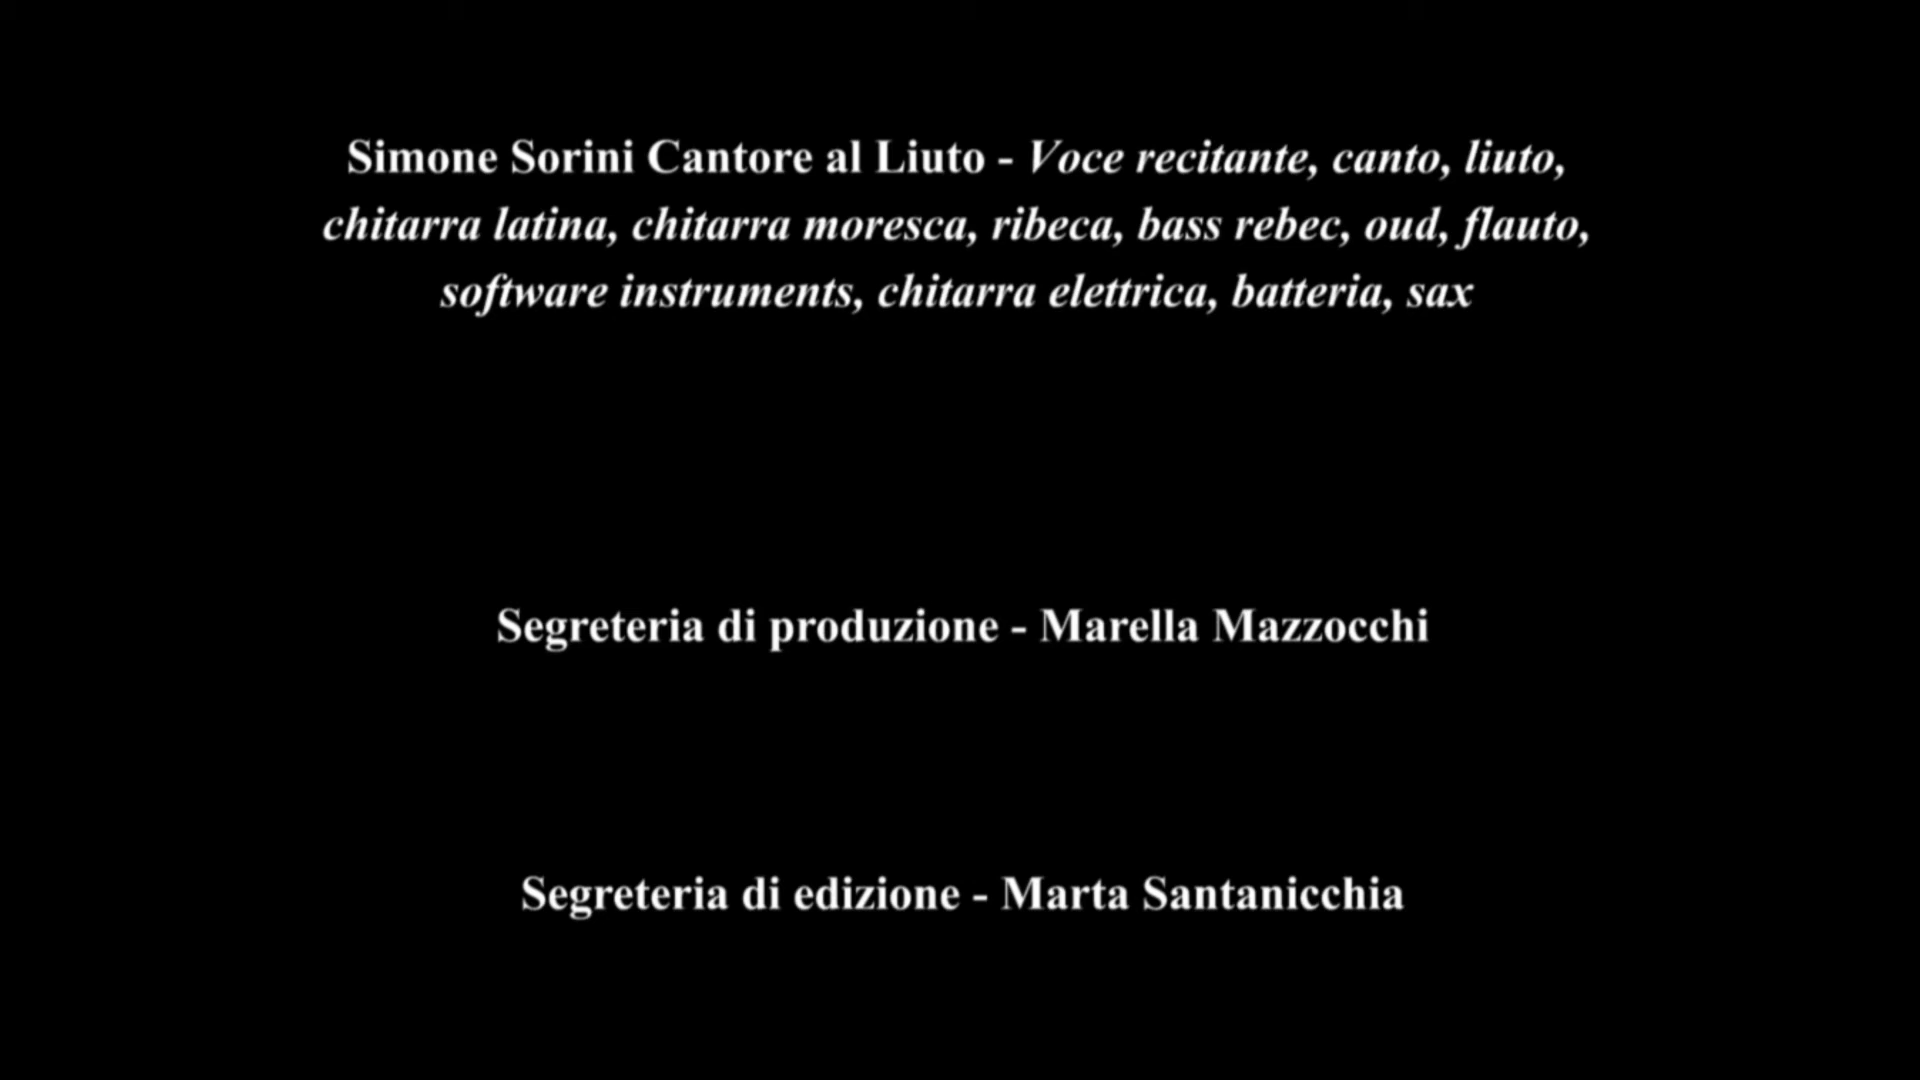 Simone Sorini Cantore al Liuto - Voce recitante, canto, liuto,
chitarra latina, chitarra moresca, ribeca, bass rebec, oud, flauto,
software instruments, chitarra elettrica, batteria, sax
Segreteria di produzione - Marella Mazzocchi
Segreteria di edizione - Marta Santanicchia